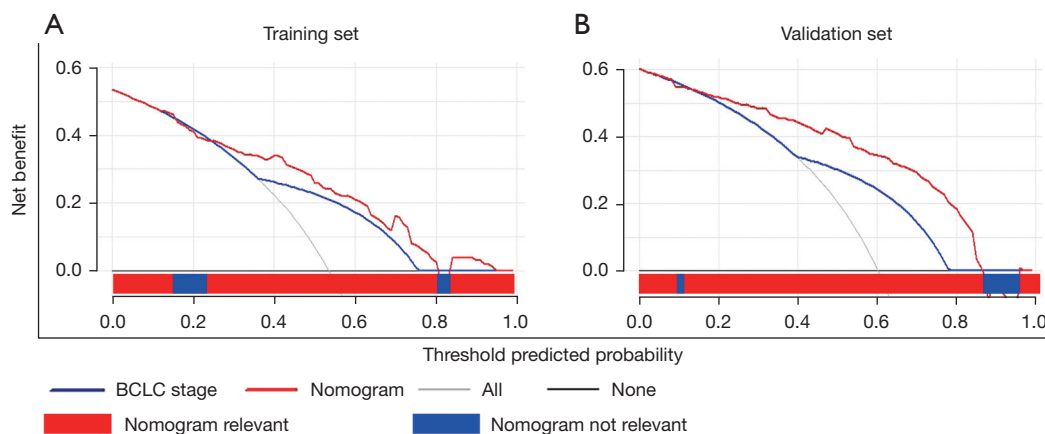 A
Training set
Net benefit
0.6
0.4
0.2
0.0
0.0 0.2 0.4 0.6 0.8 1.0
B
Validation set
0.6
0.4
0.2
0.0
0.0 0.2 0.4 0.6 0.8 1.0
Threshold predicted probability
BCLC stage Nomogram All None
Nomogram relevant Nomogram not relevant